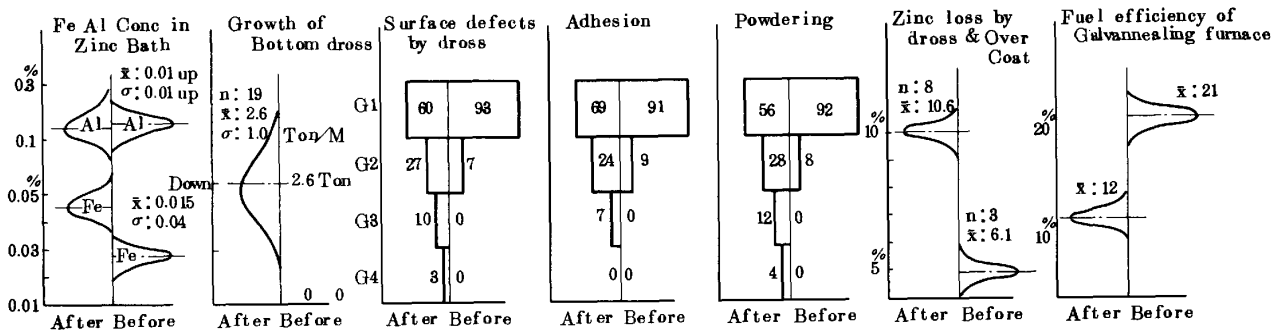 Fe Al Conc in
Zinc Bath
%
0.3
0.1
%
0.05
0.03
0.01
x̄: 0.01 up
σ: 0.01 up
Al
Al
Fe
x̄: 0.015
σ: 0.04
Fe
After Before
Growth of
Bottom dross
n: 19
x̄: 2.6
σ: 1.0
Ton/M
Down
2.6 Ton
0 0
After Before
Surface defects
by dross
G1
60 93
G2
27 7
G3
10 0
G4
3 0
After Before
Adhesion
69 91
24 9
7 0
0 0
After Before
Powdering
56 92
28 8
12 0
4 0
After Before
Zinc loss by
dross & Over
Coat
n: 8
x̄: 10.6
%
10
n: 3
x̄: 6.1
%
5
After Before
Fuel efficiency of
Galvannealing furnace
x̄: 21
%
20
x̄: 12
%
10
After Before